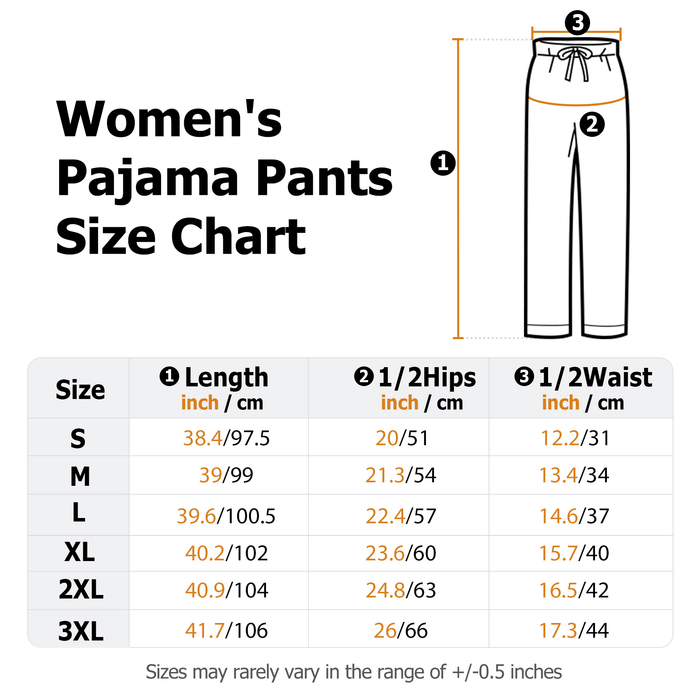 Women's
Pajama Pants
Size Chart
3
1
2
Size
1 Length
inch / cm
2 1/2Hips
inch / cm
3 1/2Waist
inch / cm
S 38.4/97.5 20/51 12.2/31
M 39/99 21.3/54 13.4/34
L 39.6/100.5 22.4/57 14.6/37
XL 40.2/102 23.6/60 15.7/40
2XL 40.9/104 24.8/63 16.5/42
3XL 41.7/106 26/66 17.3/44
Sizes may rarely vary in the range of +/-0.5 inches